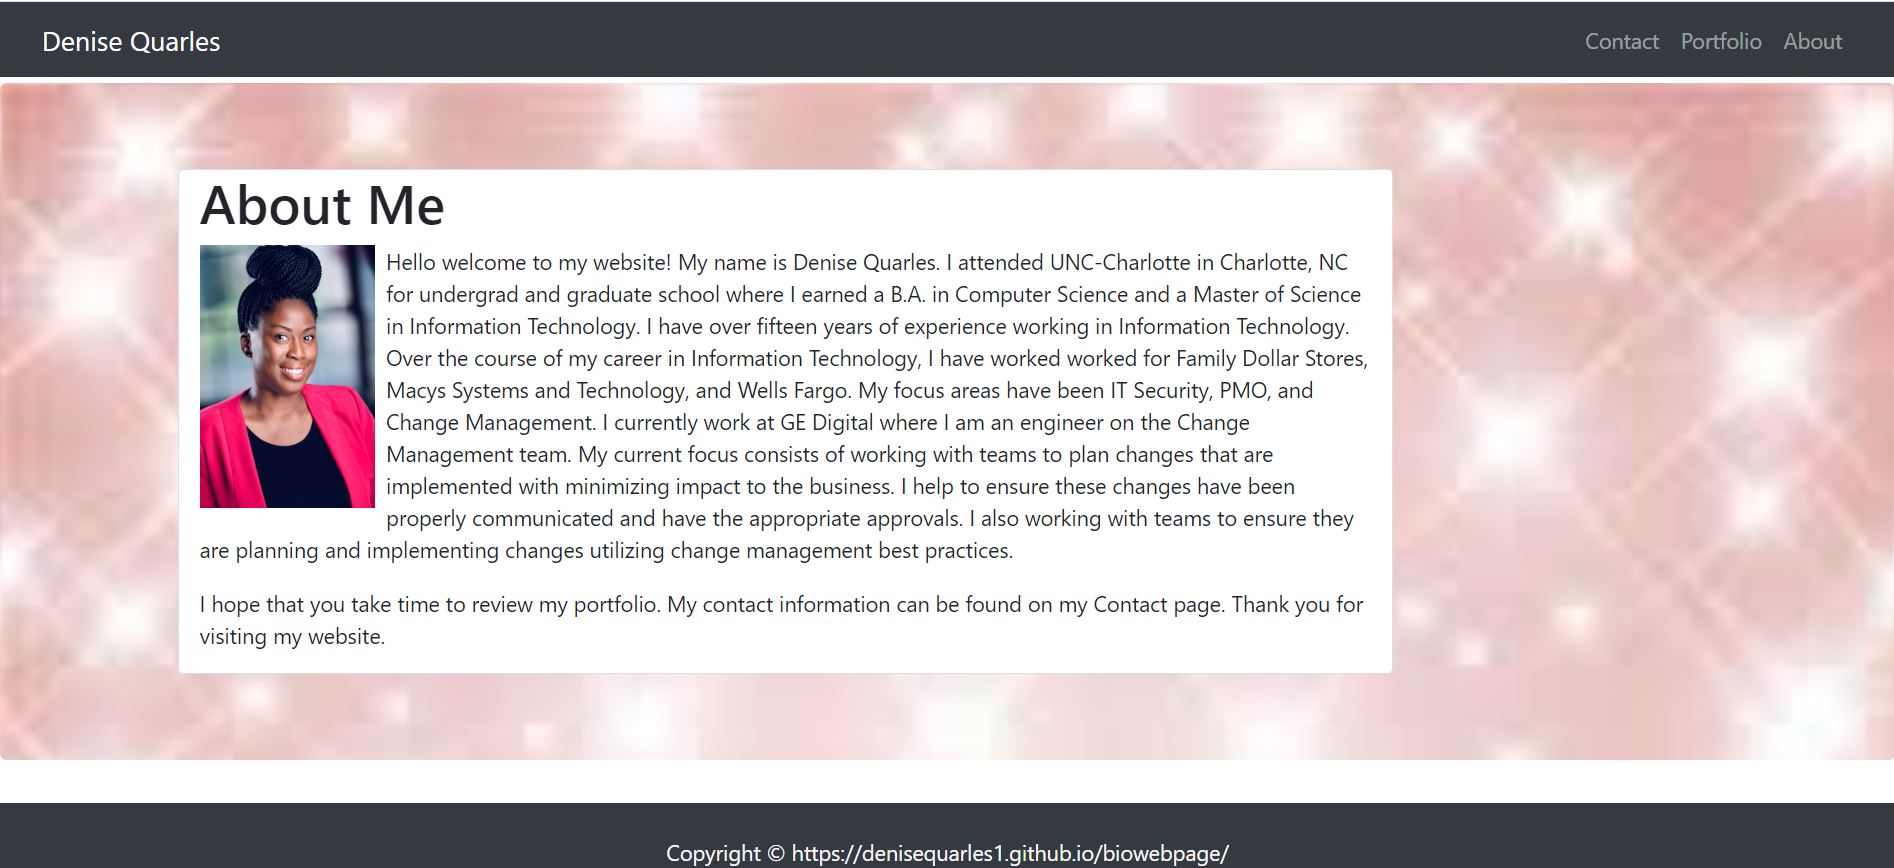 Denise Quarles
Contact Portfolio About
About Me
Hello welcome to my website! My name is Denise Quarles. I attended UNC-Charlotte in Charlotte, NC
for undergrad and graduate school where I earned a B.A. in Computer Science and a Master of Science
in Information Technology. I have over fifteen years of experience working in Information Technology.
Over the course of my career in Information Technology, I have worked worked for Family Dollar Stores,
Macys Systems and Technology, and Wells Fargo. My focus areas have been IT Security, PMO, and
Change Management. I currently work at GE Digital where I am an engineer on the Change
Management team. My current focus consists of working with teams to plan changes that are
implemented with minimizing impact to the business. I help to ensure these changes have been
properly communicated and have the appropriate approvals. I also working with teams to ensure they
are planning and implementing changes utilizing change management best practices.
I hope that you take time to review my portfolio. My contact information can be found on my Contact page. Thank you for
visiting my website.
Copyright © https://denisequarles1.github.io/biowebpage/